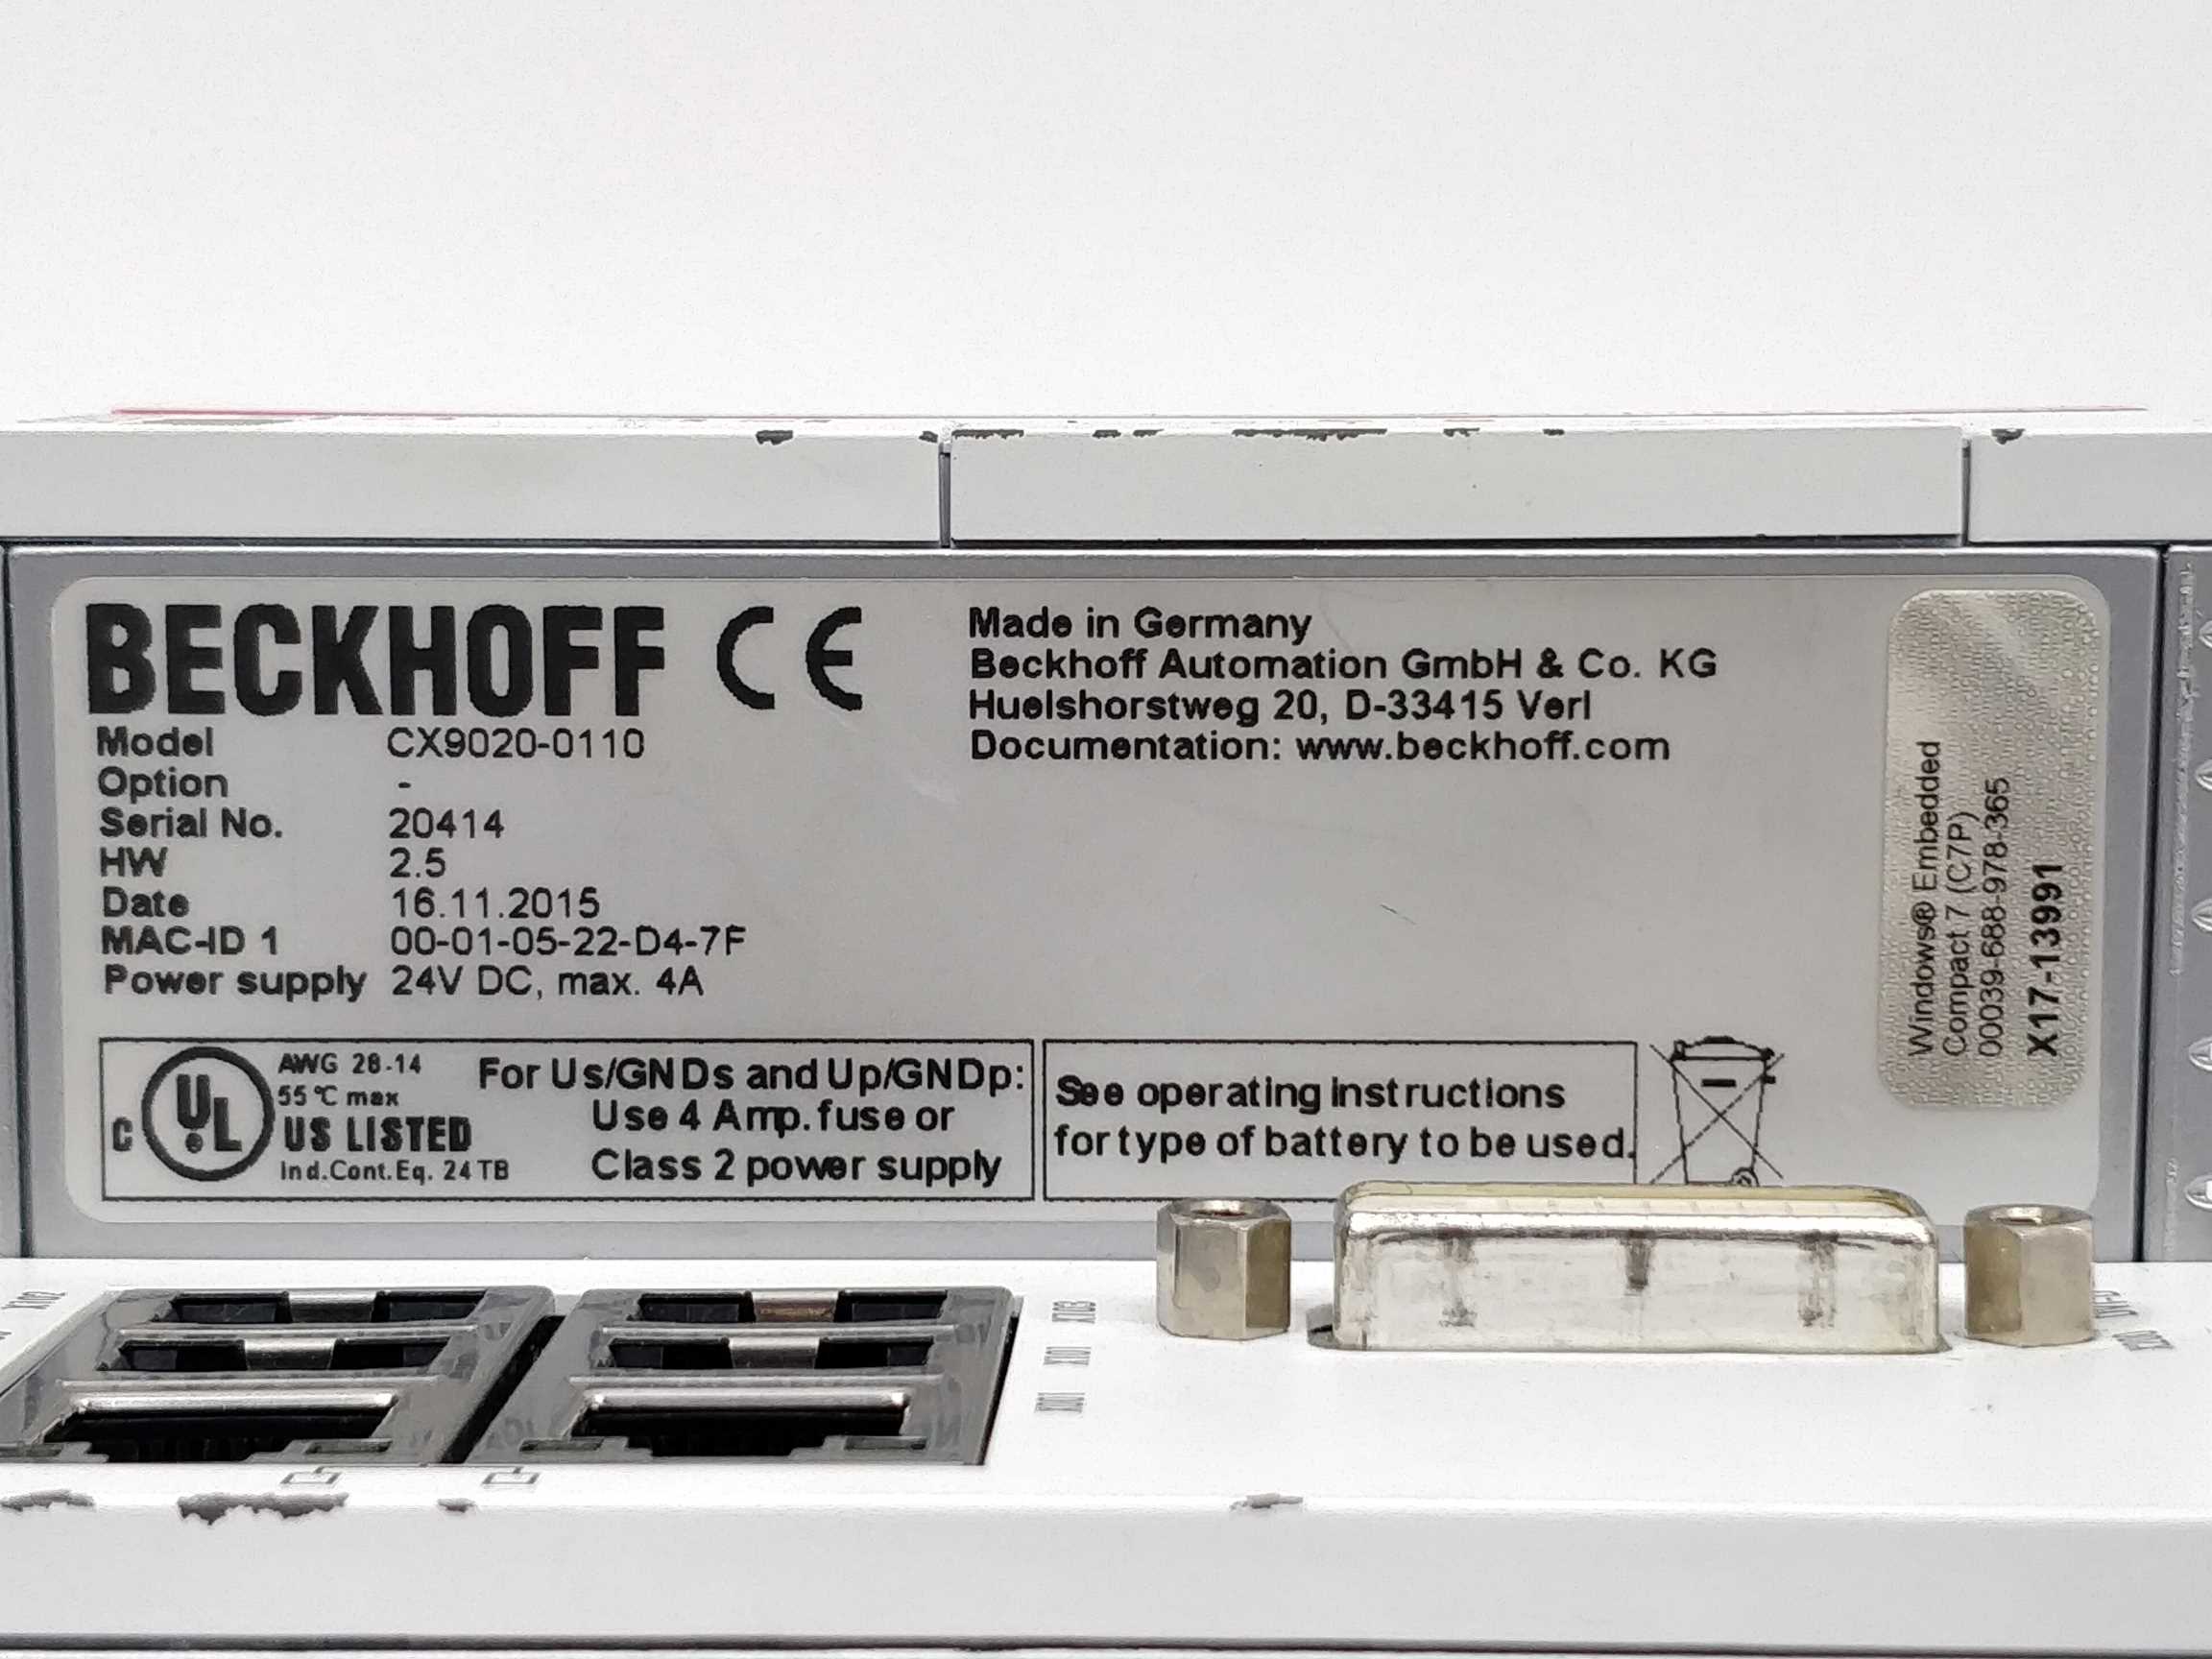 BECKHOFF CE
Model CX9020-0110
Option -
Serial No. 20414
HW 2.5
Date 16.11.2015
MAC-ID 1 00-01-05-22-D4-7F
Power supply 24V DC, max. 4A
Made in Germany
Beckhoff Automation GmbH & Co. KG
Huelshorstweg 20, D-33415 Verl
Documentation: www.beckhoff.com
Windows® Embedded
Compact 7 (C7P)
00039-688-978-365
X17-13991
AWG 28-14
55 °C max
C UL US LISTED
Ind.Cont.Eq. 24TB
For Us/GNDs and Up/GNDp:
Use 4 Amp. fuse or
Class 2 power supply
See operating instructions
for type of battery to be used.
X102
X103
X101